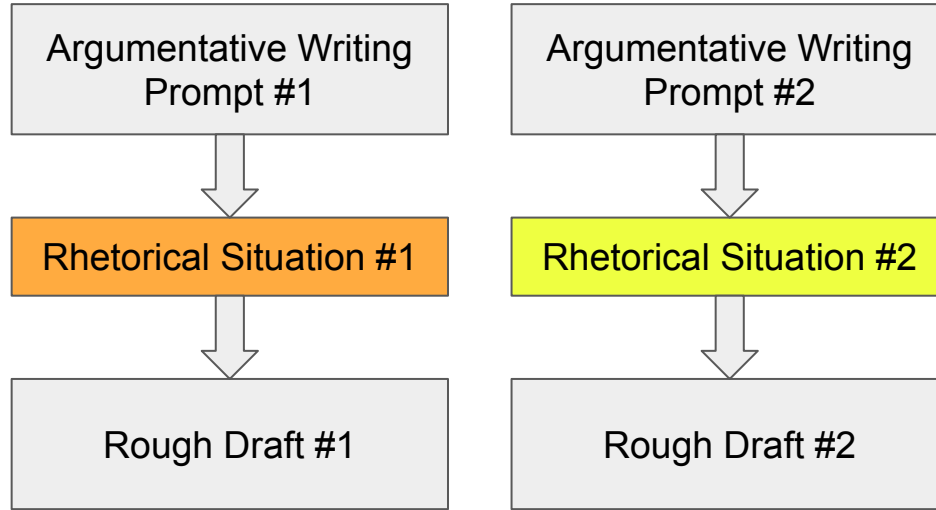 Argumentative Writing
Prompt #1
Argumentative Writing
Prompt #2
Rhetorical Situation #1
Rhetorical Situation #2
Rough Draft #1
Rough Draft #2